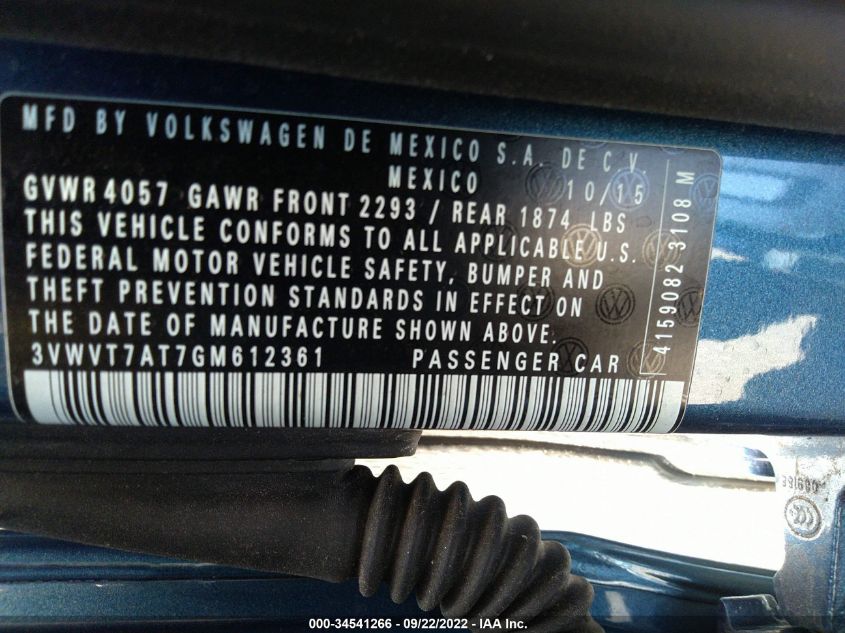 MFD BY VOLKSWAGEN DE MEXICO S.A. DE C.V.
MEXICO 10/15
GVWR 4057 GAWR FRONT 2293 / REAR 1874 LBS
THIS VEHICLE CONFORMS TO ALL APPLICABLE U.S.
FEDERAL MOTOR VEHICLE SAFETY, BUMPER AND
THEFT PREVENTION STANDARDS IN EFFECT ON
THE DATE OF MANUFACTURE SHOWN ABOVE.
3VWVT7AT7GM612361 PASSENGER CAR
4159082 3108 M
000-34541266 - 09/22/2022 - IAA Inc.